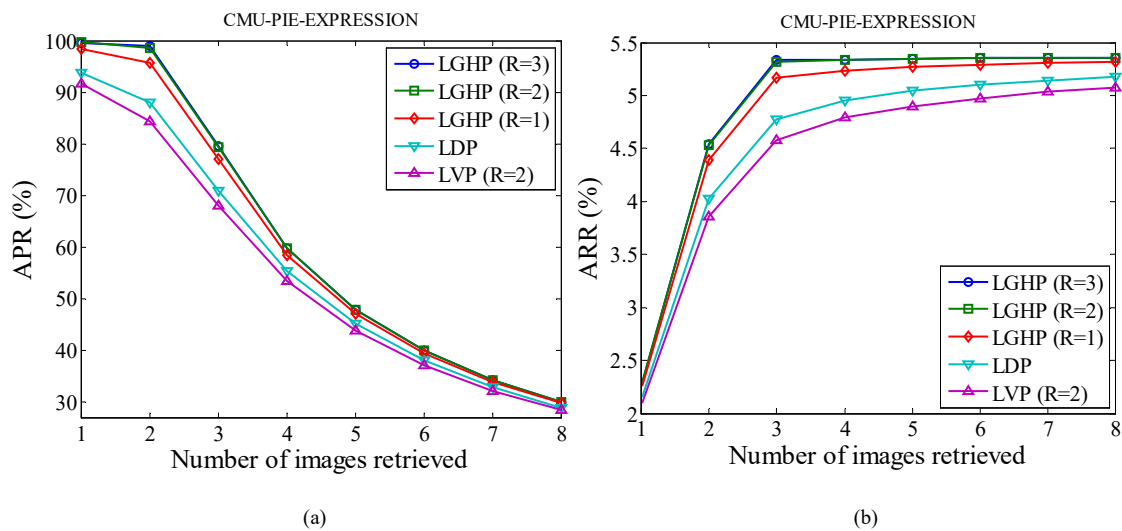 CMU-PIE-EXPRESSION
100
90
80
70
60
50
40
30
APR (%)
LGHP (R=3)
LGHP (R=2)
LGHP (R=1)
LDP
LVP (R=2)
1 2 3 4 5 6 7 8
Number of images retrieved
(a)
CMU-PIE-EXPRESSION
5.5
5
4.5
4
3.5
3
2.5
2
ARR (%)
LGHP (R=3)
LGHP (R=2)
LGHP (R=1)
LDP
LVP (R=2)
1 2 3 4 5 6 7 8
Number of images retrieved
(b)